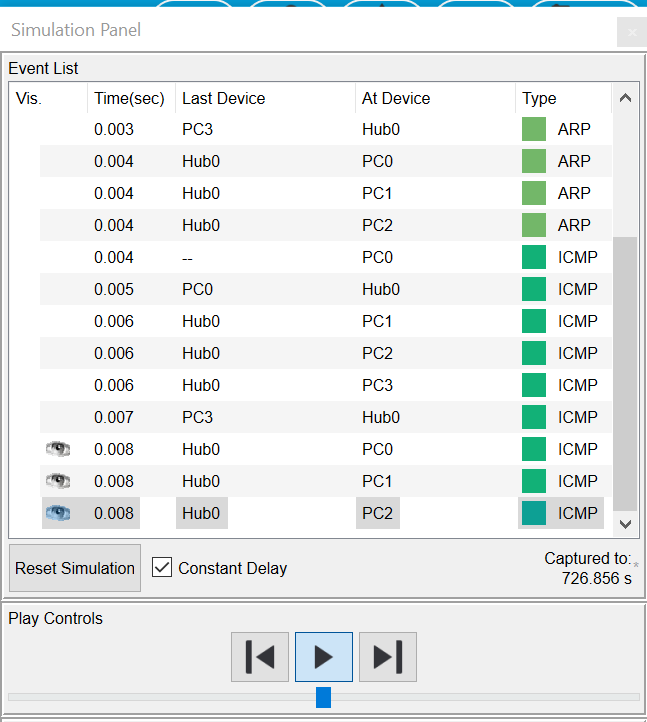 Simulation Panel
Event List
Vis. Time(sec) Last Device At Device Type
0.003 PC3 Hub0 ARP
0.004 Hub0 PC0 ARP
0.004 Hub0 PC1 ARP
0.004 Hub0 PC2 ARP
0.004 -- PC0 ICMP
0.005 PC0 Hub0 ICMP
0.006 Hub0 PC1 ICMP
0.006 Hub0 PC2 ICMP
0.006 Hub0 PC3 ICMP
0.007 PC3 Hub0 ICMP
0.008 Hub0 PC0 ICMP
0.008 Hub0 PC1 ICMP
0.008 Hub0 PC2 ICMP
Reset Simulation Constant Delay Captured to: *
726.856 s
Play Controls